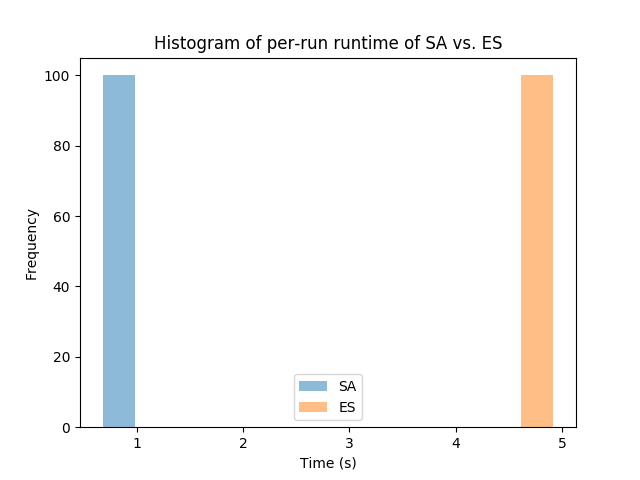 Histogram of per-run runtime of SA vs. ES
Frequency
100
80
60
40
20
0
SA
ES
1 2 3 4 5
Time (s)